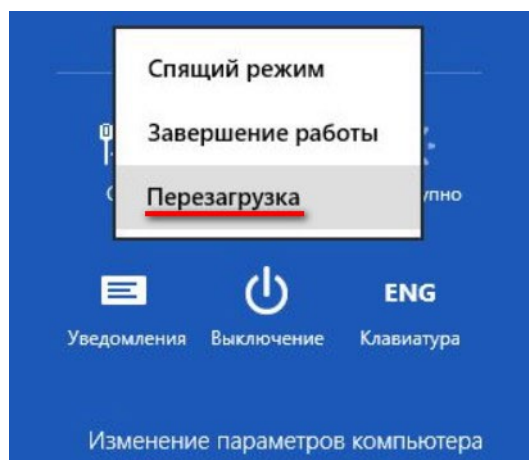 Спящий режим
Завершение работы
Перезагрузка
Уведомления Выключение ENG Клавиатура
Изменение параметров компьютера